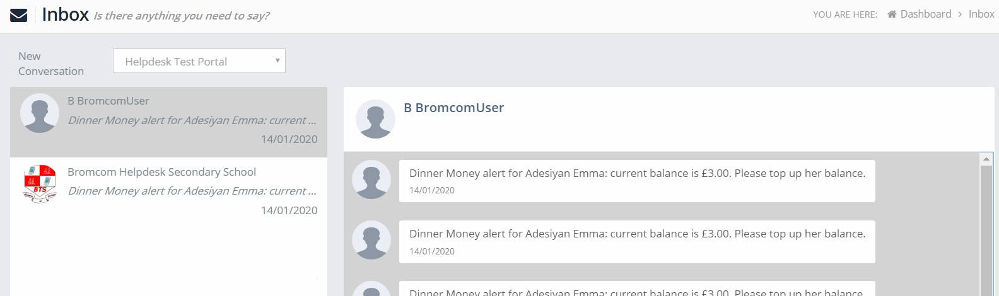 Inbox Is there anything you need to say?
YOU ARE HERE: Dashboard > Inbox
New
Conversation
Helpdesk Test Portal
B BromcomUser
Dinner Money alert for Adesiyan Emma: current ...
14/01/2020
BTS
Bromcom Helpdesk Secondary School
Dinner Money alert for Adesiyan Emma: current ...
14/01/2020
B BromcomUser
Dinner Money alert for Adesiyan Emma: current balance is £3.00. Please top up her balance.
14/01/2020
Dinner Money alert for Adesiyan Emma: current balance is £3.00. Please top up her balance.
14/01/2020
Dinner Money alert for Adesiyan Emma: current balance is £3.00. Please top up her balance.